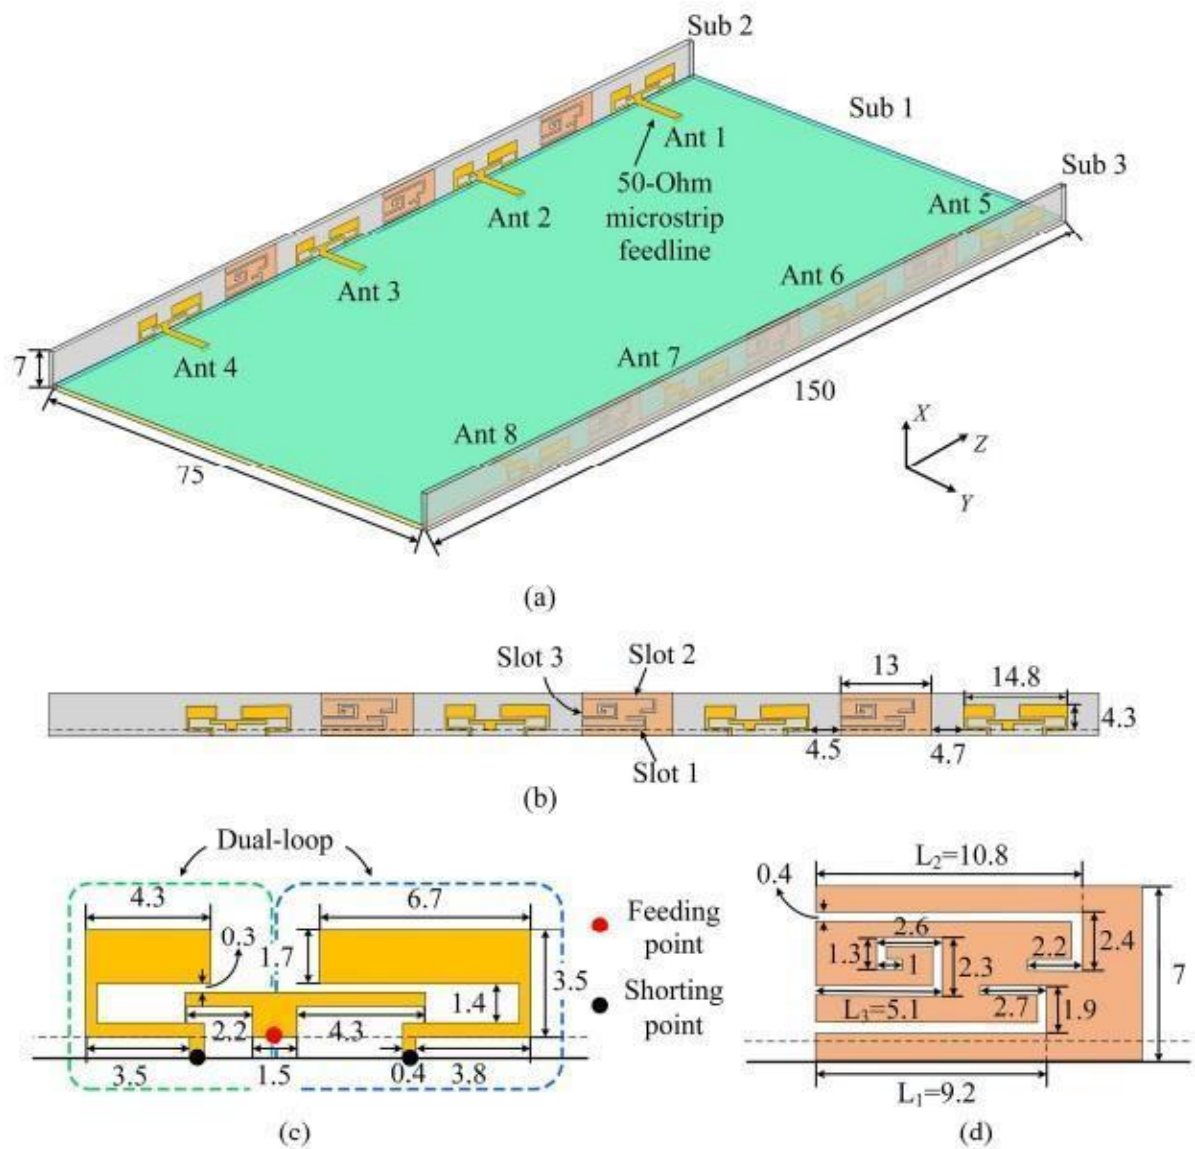 Sub 2
Sub 1
Ant 1
Sub 3
50-Ohm
microstrip
feedline
Ant 2
Ant 5
Ant 3
Ant 6
7
Ant 4
Ant 7
150
75
Ant 8
X
Z
Y
(a)
Slot 3
Slot 2
13
14.8
4.3
4.5
4.7
Slot 1
(b)
Dual-loop
4.3
6.7
0.3
1.7
3.5
1.4
2.2
4.3
3.5
1.5
0.4
3.8
Feeding
point
Shorting
point
(c)
L₂=10.8
0.4
2.6
1.3
1
2.3
2.2
2.4
7
L₃=5.1
2.7
1.9
L₁=9.2
(d)